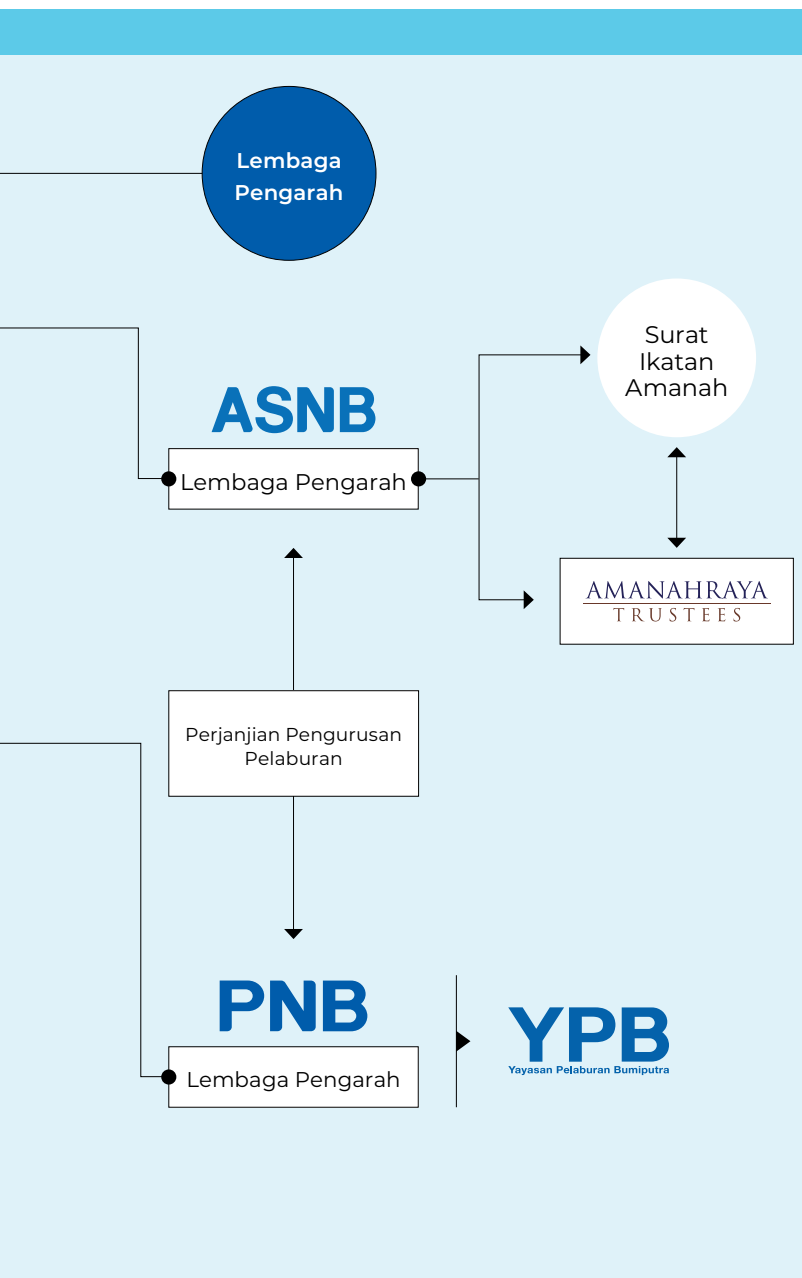 Lembaga
Pengarah
Surat
Ikatan
Amanah
ASNB
Lembaga Pengarah
AMANAHRAYA
TRUSTEES
Perjanjian Pengurusan
Pelaburan
PNB
Lembaga Pengarah
YPB
Yayasan Pelaburan Bumiputra